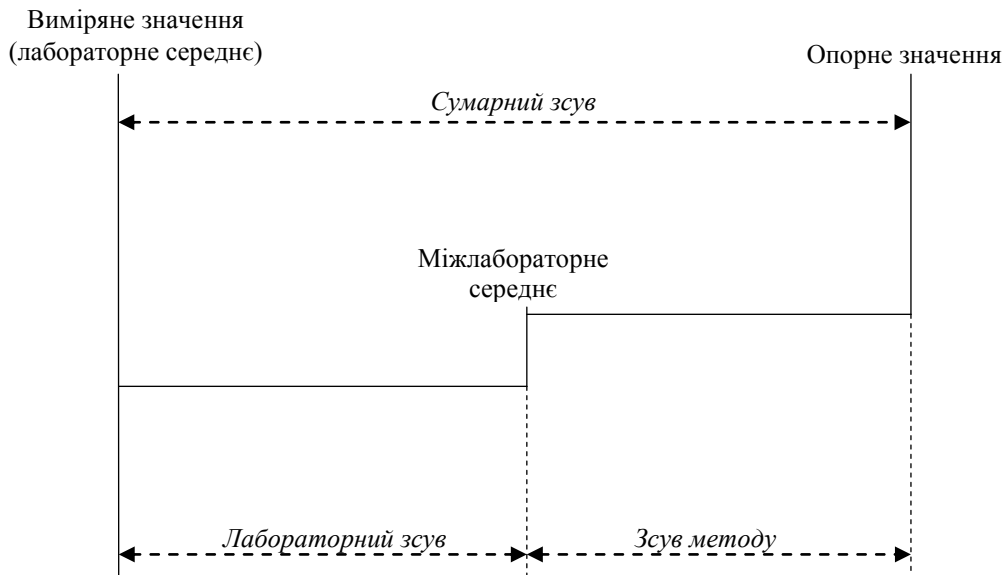 Виміряне значення
(лабораторне середнє)
Опорне значення
Сумарний зсув
Міжлабораторне
середнє
Лабораторний зсув
Зсув методу